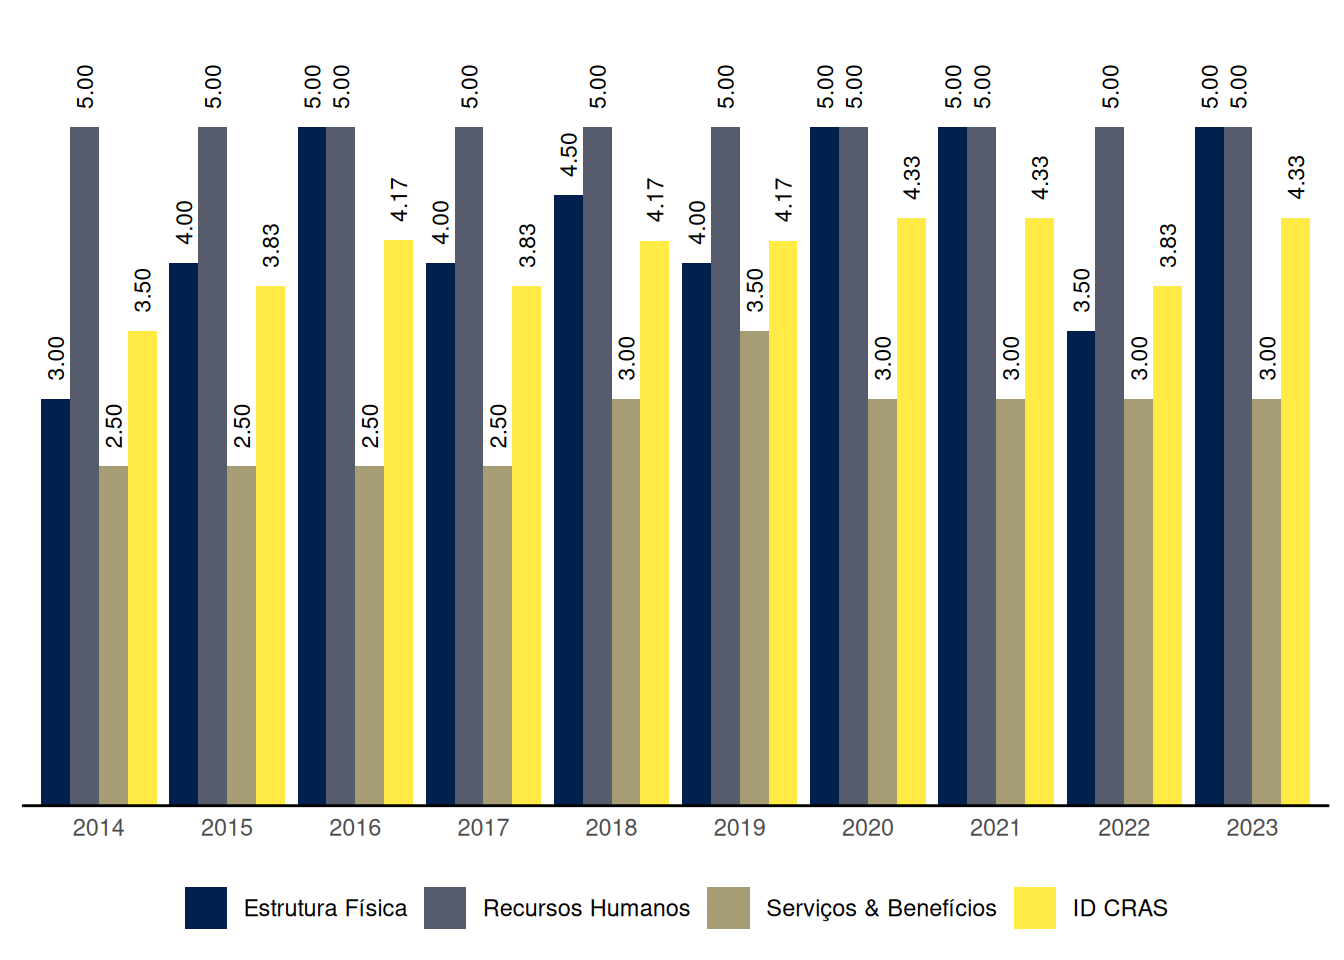 5.00 5.00 5.00 5.00 5.00 5.00 5.00 5.00 5.00 5.00 5.00 5.00 5.00 5.00
4.50
4.17 4.17 4.17 4.33 4.33 4.33
4.00 3.83 4.00 3.83 4.00 3.83
3.50 3.50 3.50
3.00 3.00 3.00 3.00 3.00 3.00
2.50 2.50 2.50 2.50
2014 2015 2016 2017 2018 2019 2020 2021 2022 2023
Estrutura Física Recursos Humanos Serviços & Benefícios ID CRAS